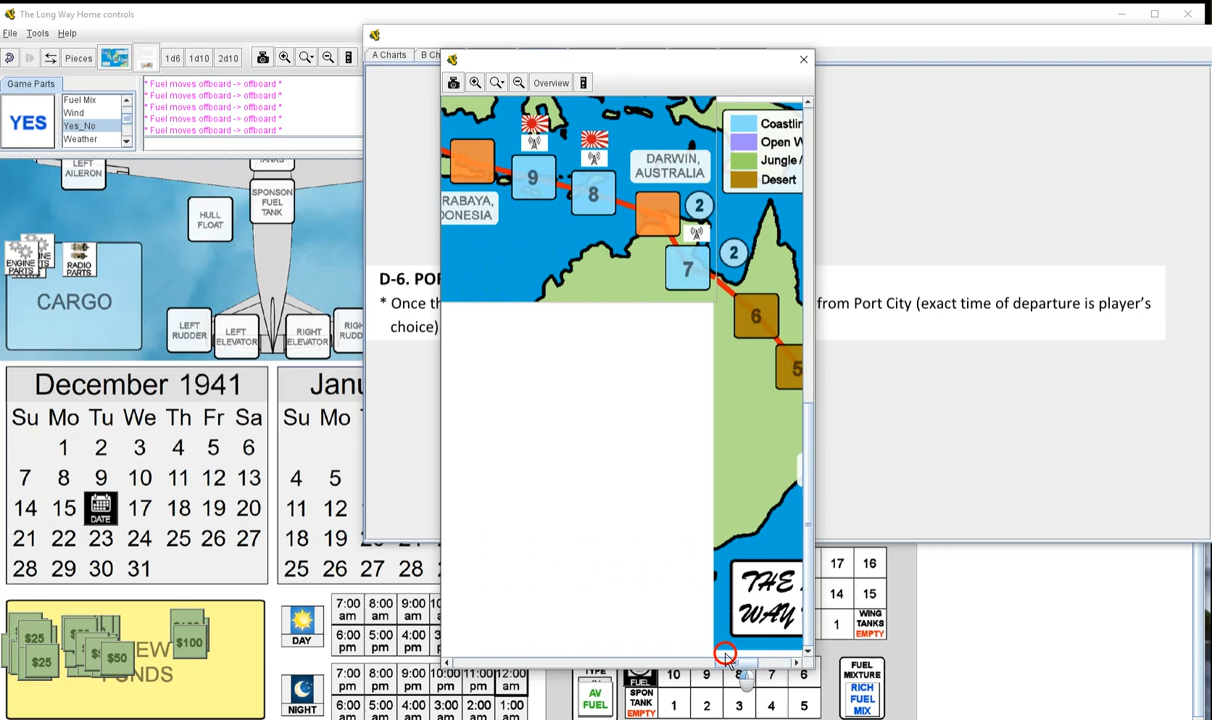 The Long Way Home controls
File Tools Help
Pieces 1d6 1d10 2d10
Game Parts
YES
Fuel Mix
Wind
Yes_No
Weather
* Fuel moves offboard -> offboard *
* Fuel moves offboard -> offboard *
* Fuel moves offboard -> offboard *
* Fuel moves offboard -> offboard *
* Fuel moves offboard -> offboard *
A Charts B Ch
Overview
LEFT
AILERON
TANKS
SPONSON
FUEL
TANK
HULL
FLOAT
ENGINE
PARTS
RADIO
PARTS
CARGO
LEFT
RUDDER
LEFT
ELEVATOR
RIGHT
ELEVATOR
RIGH
RUDD
9
8
DARWIN,
AUSTRALIA
2
RABAYA,
DONESIA
7
2
6
5
Coastlin
Open W
Jungle /
Desert
THE
WAY
D-6. POR
* Once th
from Port City (exact time of departure is player's
choice)
December 1941
Su Mo Tu We Th Fr Sa
1 2 3 4 5 6
7 8 9 10 11 12 13
14 15 DATE 17 18 19 20
21 22 23 24 25 26 27
28 29 30 31
Janu
Su Mo
4 5
11 12
18 19
25 26 27 28
$25
$25
$50
$100
EW
UNDS
DAY
7:00 am 8:00 am 9:00 am 10
6:00 pm 5:00 pm 4:00 pm 3:
NIGHT
7:00 pm 8:00 pm 9:00 pm 10:00 pm 11:00 pm 12:00 am
6:00 am 5:00 am 4:00 am 3:00 am 2:00 am 1:00 am
AV
FUEL
FUEL
SPON
TANK
EMPTY
10 9 8 7 6
1 2 3 4 5
17 16
14 15
1 WING
TANKS
EMPTY
FUEL
MIXTURE
RICH
FUEL
MIX